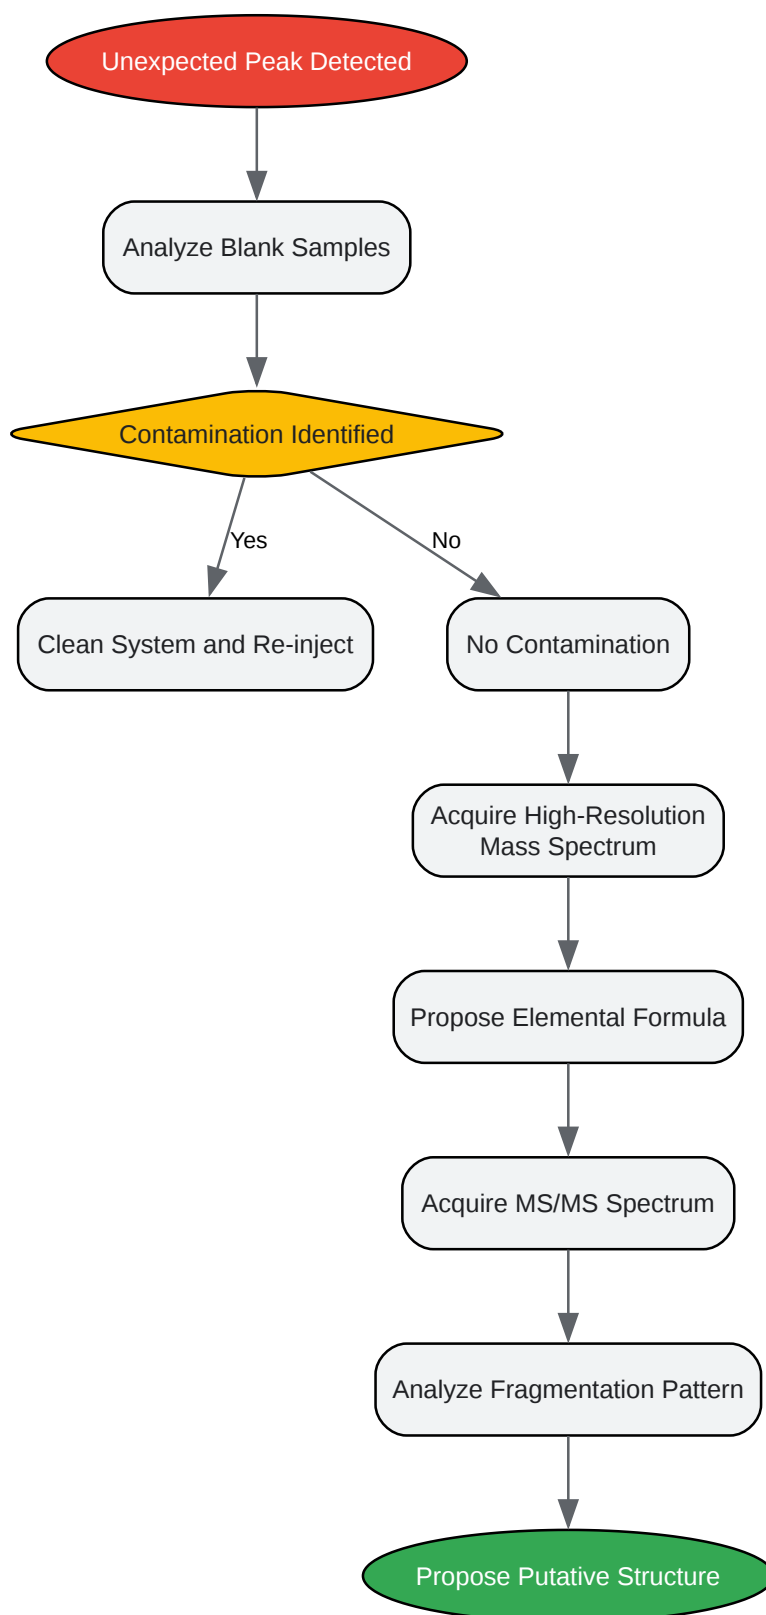 Unexpected Peak Detected
Analyze Blank Samples
Contamination Identified
Yes
No
Clean System and Re-inject
No Contamination
Acquire High-Resolution
Mass Spectrum
Propose Elemental Formula
Acquire MS/MS Spectrum
Analyze Fragmentation Pattern
Propose Putative Structure